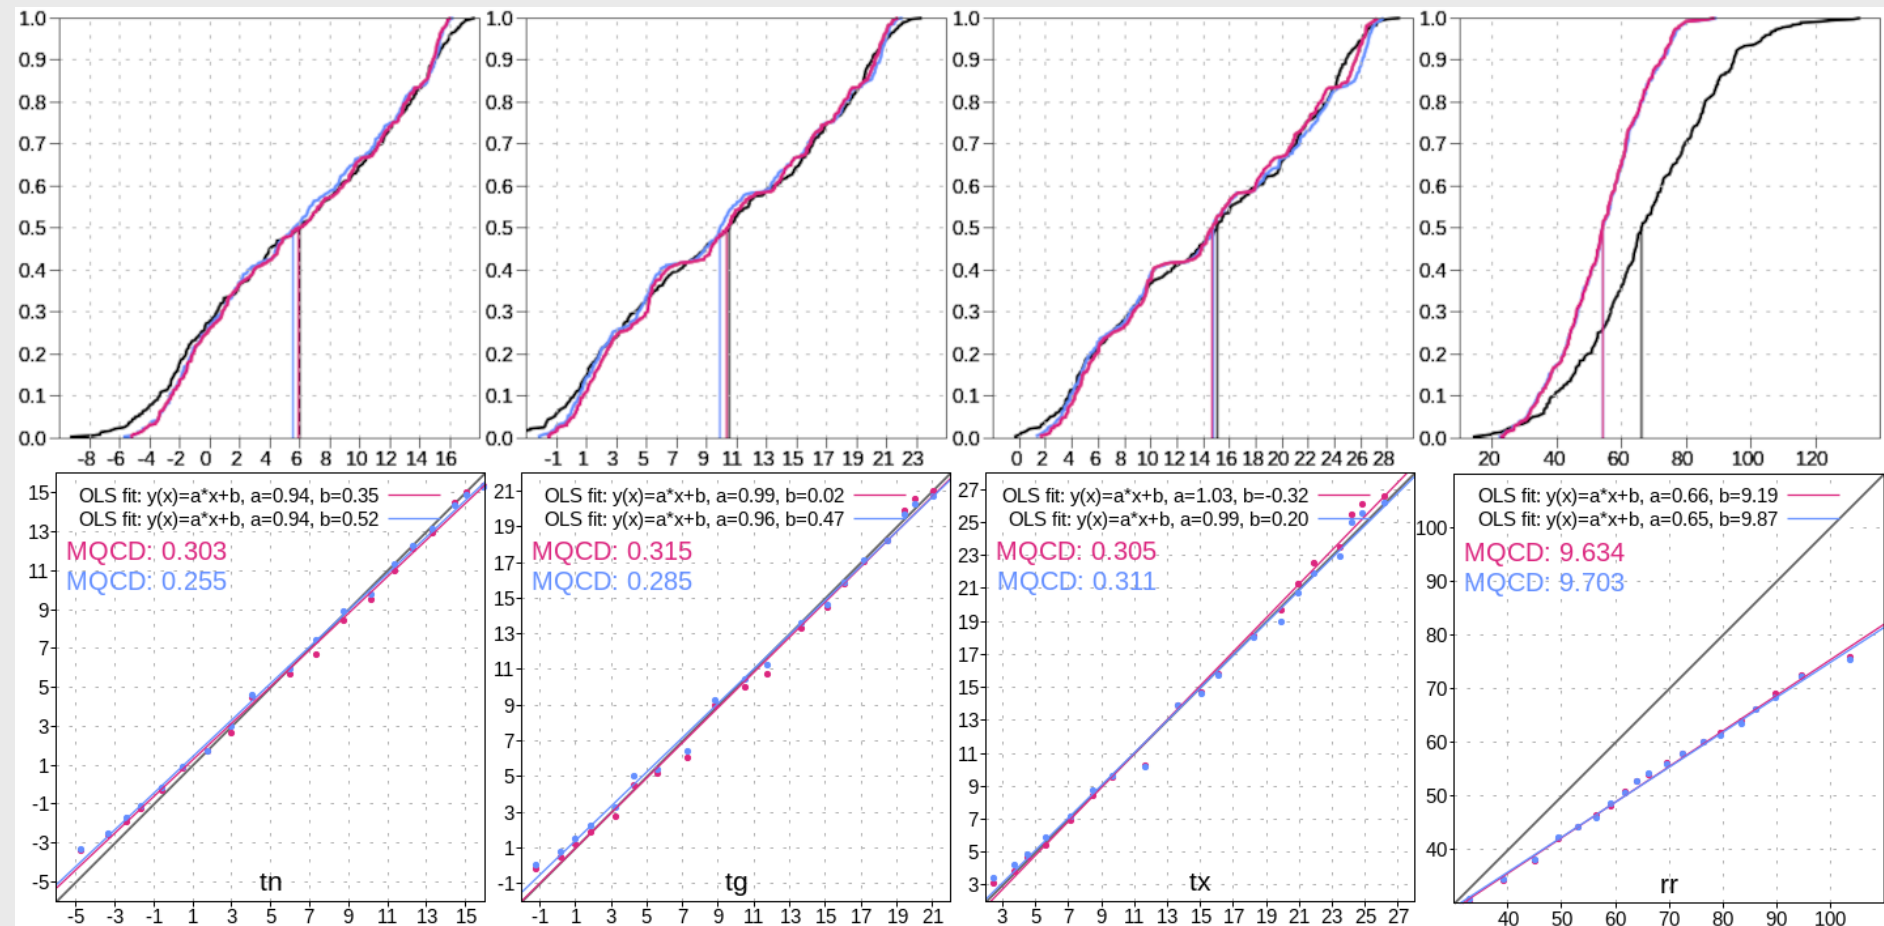 1.0 1.0 1.0 1.0
0.9 0.9 0.9 0.9
0.8 0.8 0.8 0.8
0.7 0.7 0.7 0.7
0.6 0.6 0.6 0.6
0.5 0.5 0.5 0.5
0.4 0.4 0.4 0.4
0.3 0.3 0.3 0.3
0.2 0.2 0.2 0.2
0.1 0.1 0.1 0.1
0.0 0.0 0.0 0.0
-8 -6 -4 -2 0 2 4 6 8 10 12 14 16
-1 1 3 5 7 9 11 13 15 17 19 21 23
0 2 4 6 8 10 12 14 16 18 20 22 24 26 28
20 40 60 80 100 120
OLS fit: y(x)=a*x+b, a=0.94, b=0.35
OLS fit: y(x)=a*x+b, a=0.94, b=0.52
MQCD: 0.303
MQCD: 0.255
15
13
11
9
7
5
3
1
-1
-3
-5
tn
-5 -3 -1 1 3 5 7 9 11 13 15
OLS fit: y(x)=a*x+b, a=0.99, b=0.02
OLS fit: y(x)=a*x+b, a=0.96, b=0.47
MQCD: 0.315
MQCD: 0.285
21
19
17
15
13
11
9
7
5
3
1
-1
tg
-1 1 3 5 7 9 11 13 15 17 19 21
OLS fit: y(x)=a*x+b, a=1.03, b=-0.32
OLS fit: y(x)=a*x+b, a=0.99, b=0.20
MQCD: 0.305
MQCD: 0.311
27
25
23
21
19
17
15
13
11
9
7
5
3
tx
3 5 7 9 11 13 15 17 19 21 23 25 27
OLS fit: y(x)=a*x+b, a=0.66, b=9.19
OLS fit: y(x)=a*x+b, a=0.65, b=9.87
MQCD: 9.634
MQCD: 9.703
100
90
80
70
60
50
40
rr
40 50 60 70 80 90 100